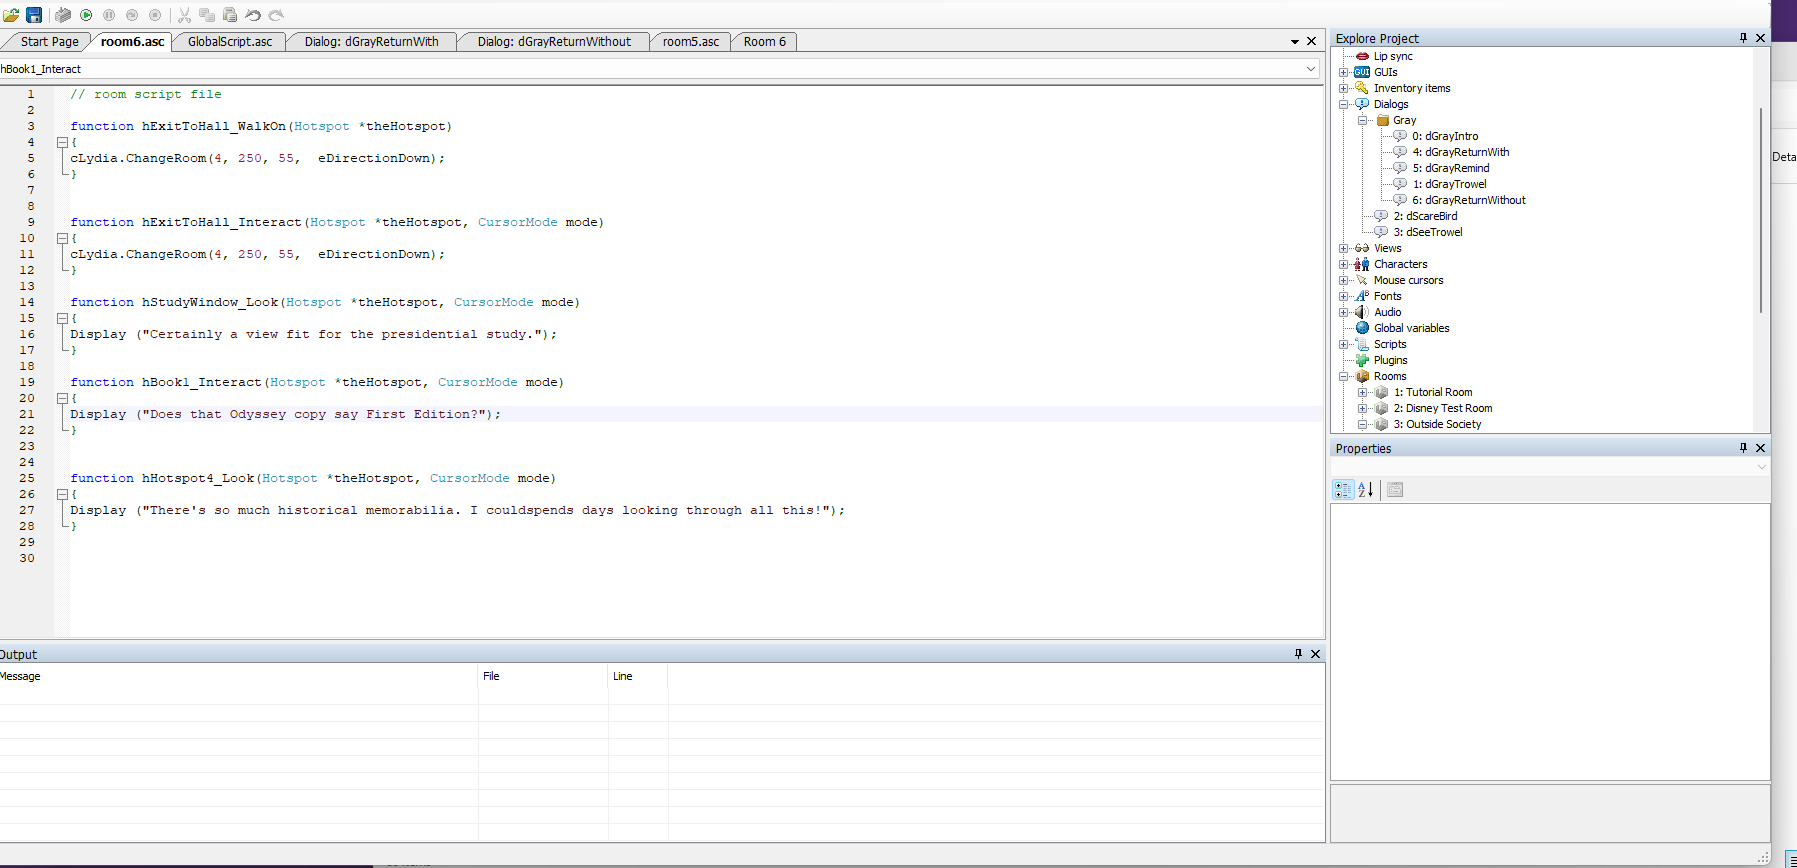 Start Page room6.asc GlobalScript.asc Dialog: dGrayReturnWith Dialog: dGrayReturnWithout room5.asc Room 6
hBook1_Interact
1 // room script file
2
3 function hExitToHall_WalkOn(Hotspot *theHotspot)
4 {
5 cLydia.ChangeRoom(4, 250, 55,  eDirectionDown);
6 }
7
8
9 function hExitToHall_Interact(Hotspot *theHotspot, CursorMode mode)
10 {
11 cLydia.ChangeRoom(4, 250, 55,  eDirectionDown);
12 }
13
14 function hStudyWindow_Look(Hotspot *theHotspot, CursorMode mode)
15 {
16 Display ("Certainly a view fit for the presidential study.");
17 }
18
19 function hBook1_Interact(Hotspot *theHotspot, CursorMode mode)
20 {
21 Display ("Does that Odyssey copy say First Edition?");
22 }
23
24
25 function hHotspot4_Look(Hotspot *theHotspot, CursorMode mode)
26 {
27 Display ("There's so much historical memorabilia. I couldspends days looking through all this!");
28 }
29
30
Output
Message File Line
Explore Project
Lip sync
GUI GUIs
Inventory items
Dialogs
Gray
0: dGrayIntro
4: dGrayReturnWith
5: dGrayRemind
1: dGrayTrowel
6: dGrayReturnWithout
2: dScareBird
3: dSeeTrowel
Views
Characters
Mouse cursors
Fonts
Audio
Global variables
Scripts
Plugins
Rooms
1: Tutorial Room
2: Disney Test Room
3: Outside Society
Properties
Deta